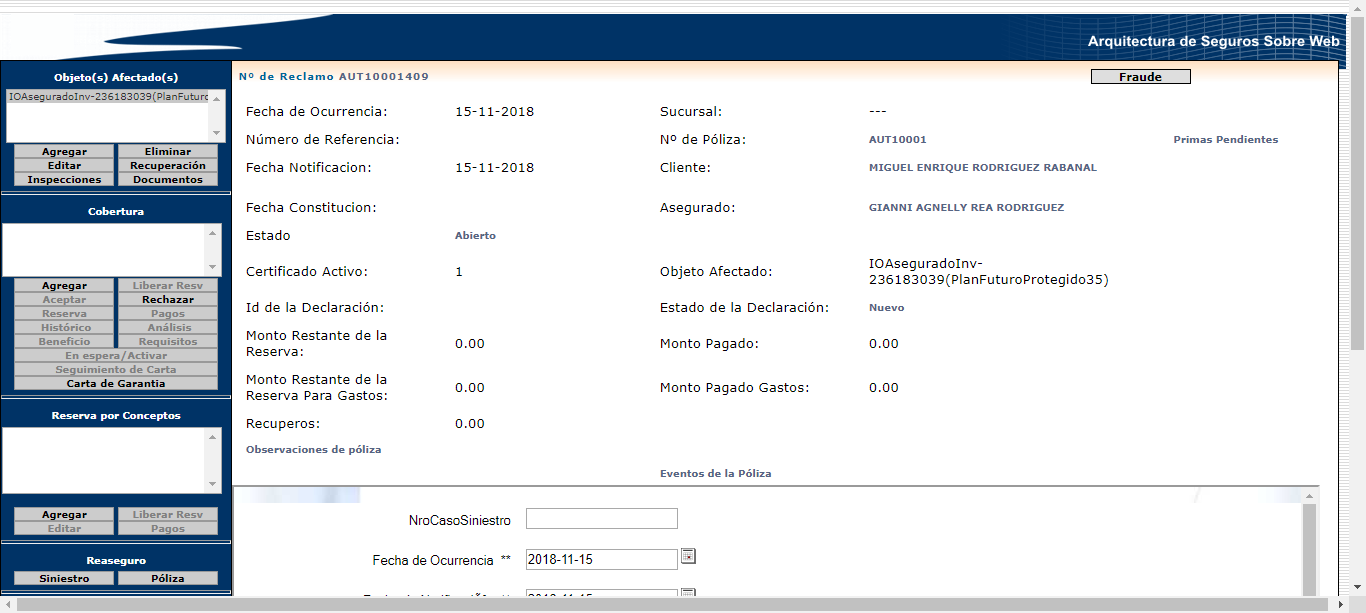 Arquitectura de Seguros Sobre Web
Objeto(s) Afectado(s)
IOAseguradoInv-236183039(PlanFuturo
Agregar Eliminar
Editar Recuperación
Inspecciones Documentos
Cobertura
Agregar Liberar Resv
Aceptar Rechazar
Reserva Pagos
Histórico Análisis
Beneficio Requisitos
En espera/Activar
Seguimiento de Carta
Carta de Garantia
Reserva por Conceptos
Agregar Liberar Resv
Editar Pagos
Reaseguro
Siniestro Póliza
Nº de Reclamo AUT10001409 Fraude
Fecha de Ocurrencia: 15-11-2018 Sucursal: ---
Número de Referencia: Nº de Póliza: AUT10001 Primas Pendientes
Fecha Notificacion: 15-11-2018 Cliente: MIGUEL ENRIQUE RODRIGUEZ RABANAL
Fecha Constitucion: Asegurado: GIANNI AGNELLY REA RODRIGUEZ
Estado Abierto
Certificado Activo: 1 Objeto Afectado: IOAseguradoInv-
236183039(PlanFuturoProtegido35)
Id de la Declaración: Estado de la Declaración: Nuevo
Monto Restante de la
Reserva: 0.00 Monto Pagado: 0.00
Monto Restante de la
Reserva Para Gastos: 0.00 Monto Pagado Gastos: 0.00
Recuperos: 0.00
Observaciones de póliza
Eventos de la Póliza
NroCasoSiniestro
Fecha de Ocurrencia ** 2018-11-15
2018-11-15